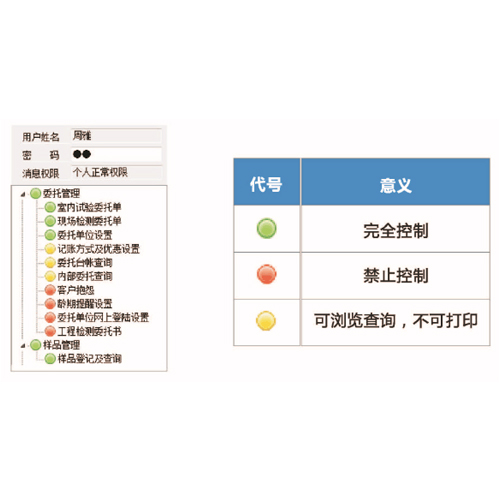 用户姓名 周雅
密 码 ●●
消息权限 个人正常权限
委托管理
室内试验委托单
现场检测委托单
委托单位设置
记账方式及优惠设置
委托台帐查询
内部委托查询
客户抱怨
龄期提醒设置
委托单位网上登陆设置
工程检测委托书
样品管理
样品登记及查询
代号 意义
完全控制
禁止控制
可浏览查询，不可打印